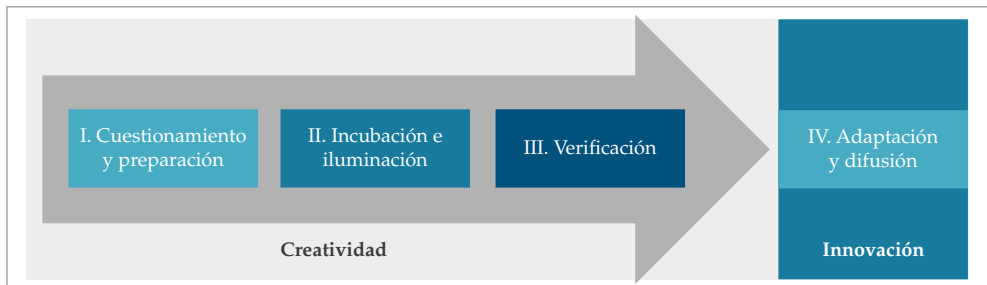 I. Cuestionamiento
y preparación
II. Incubación e
iluminación
III. Verificación
IV. Adaptación
y difusión
Creatividad
Innovación